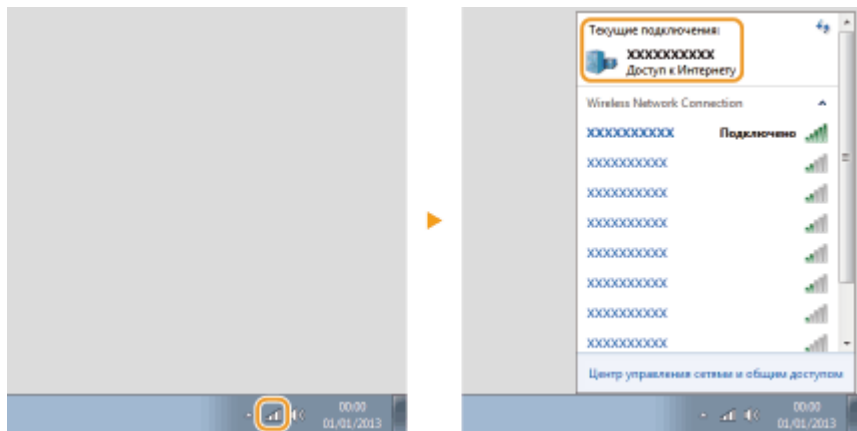 00:00
01/01/2013
Текущие подключения:
XXXXXXXXXX
Доступ к Интернету
Wireless Network Connection
XXXXXXXXXX Подключено
XXXXXXXXXX
XXXXXXXXXX
XXXXXXXXXX
XXXXXXXXXX
XXXXXXXXXX
XXXXXXXXXX
XXXXXXXXXX
Центр управления сетями и общим доступом
00:00
01/01/2013